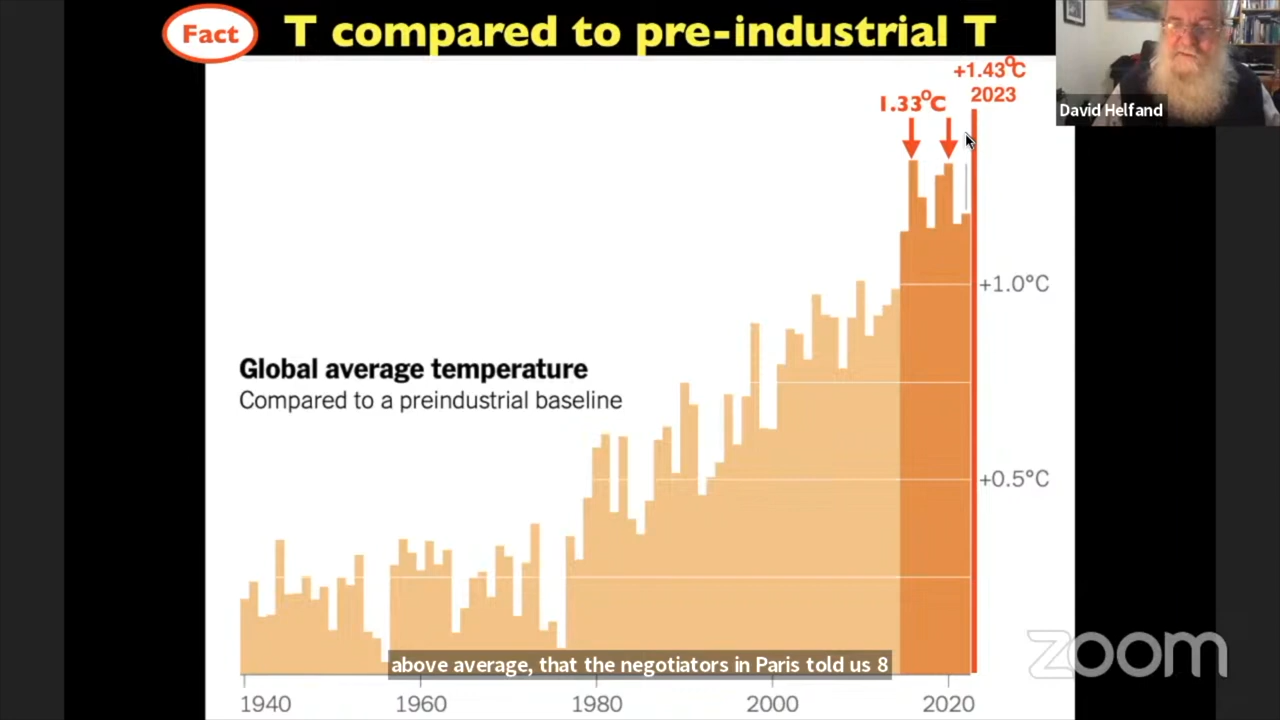 Fact
T compared to pre-industrial T
David Helfand
+1.43°C
2023
1.33°C
+1.0°C
+0.5°C
Global average temperature
Compared to a preindustrial baseline
above average, that the negotiators in Paris told us 8
1940 1960 1980 2000 2020
zoom